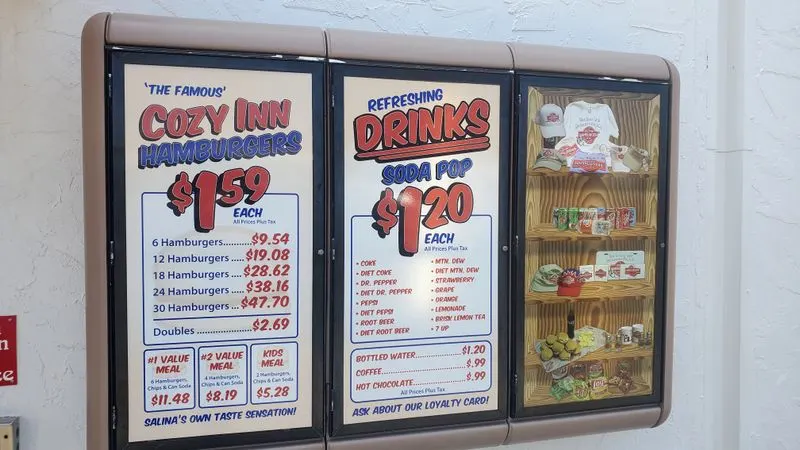 'THE FAMOUS'
COZY INN
HAMBURGERS
$1.59
EACH
All Prices Plus Tax
6 Hamburgers..........$9.54
12 Hamburgers ....$19.08
18 Hamburgers ....$28.62
24 Hamburgers ....$38.16
30 Hamburgers....$47.70
Doubles ..................$2.69
#1 VALUE
MEAL
6 Hamburgers,
Chips & Can Soda
$11.48
#2 VALUE
MEAL
4 Hamburgers,
Chips & Can Soda
$8.19
KIDS
MEAL
2 Hamburgers,
Chips & Can Soda
$5.28
SALINA'S OWN TASTE SENSATION!
REFRESHING
DRINKS
SODA POP
$1.20
EACH
All Prices Plus Tax
• COKE
• DIET COKE
• DR. PEPPER
• DIET DR. PEPPER
• PEPSI
• DIET PEPSI
• ROOT BEER
• DIET ROOT BEER
• MTN. DEW
• DIET MTN. DEW
• STRAWBERRY
• GRAPE
• ORANGE
• LEMONADE
• BRISK LEMON TEA
• 7 UP
BOTTLED WATER...................$1.20
COFFEE..............................$.99
HOT CHOCOLATE...................$.99
All Prices Plus Tax
ASK ABOUT OUR LOYALTY CARD!